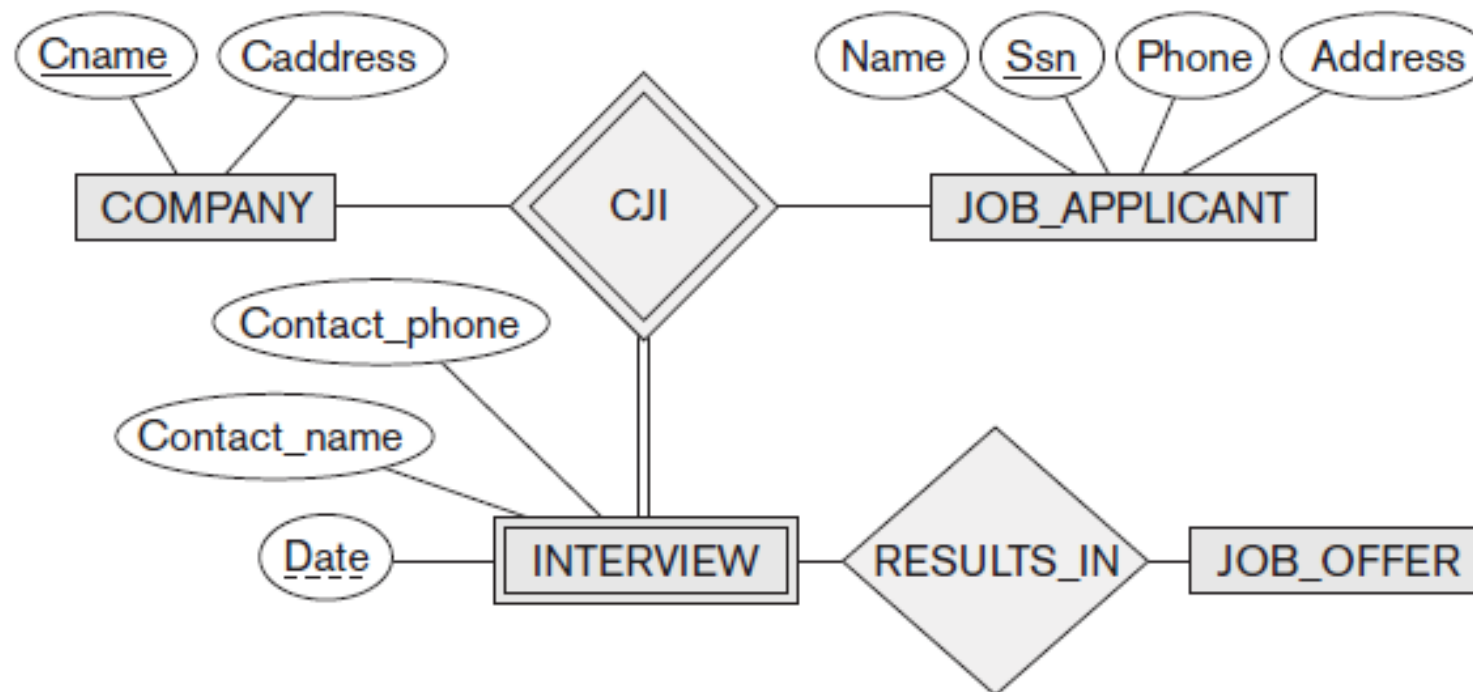 Cname
Caddress
Name
Ssn
Phone
Address
COMPANY
CJI
JOB_APPLICANT
Contact_phone
Contact_name
Date
INTERVIEW
RESULTS_IN
JOB_OFFER